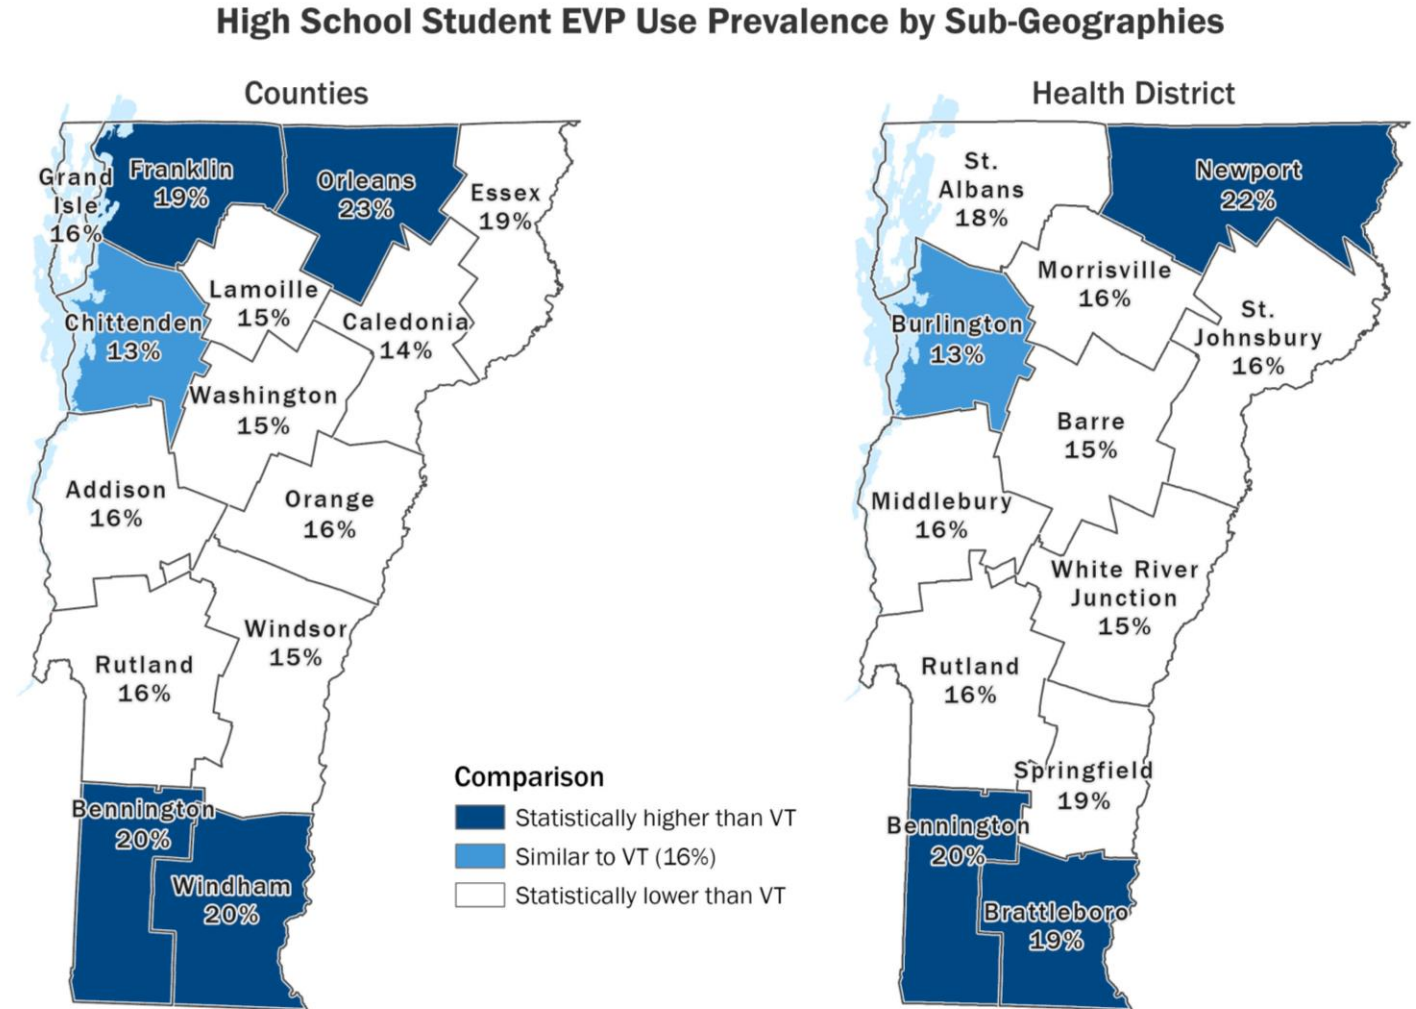 High School Student EVP Use Prevalence by Sub-Geographies
Counties
Grand
Isle
16%
Franklin
19%
Orleans
23%
Essex
19%
Lamoille
15%
Chittenden
13%
Caledonia
14%
Washington
15%
Addison
16%
Orange
16%
Windsor
15%
Rutland
16%
Bennington
20%
Windham
20%
Comparison
Statistically higher than VT
Similar to VT (16%)
Statistically lower than VT
Health District
St.
Albans
18%
Newport
22%
Morrisville
16%
Burlington
13%
St.
Johnsbury
16%
Barre
15%
Middlebury
16%
White River
Junction
15%
Rutland
16%
Springfield
19%
Bennington
20%
Brattleboro
19%